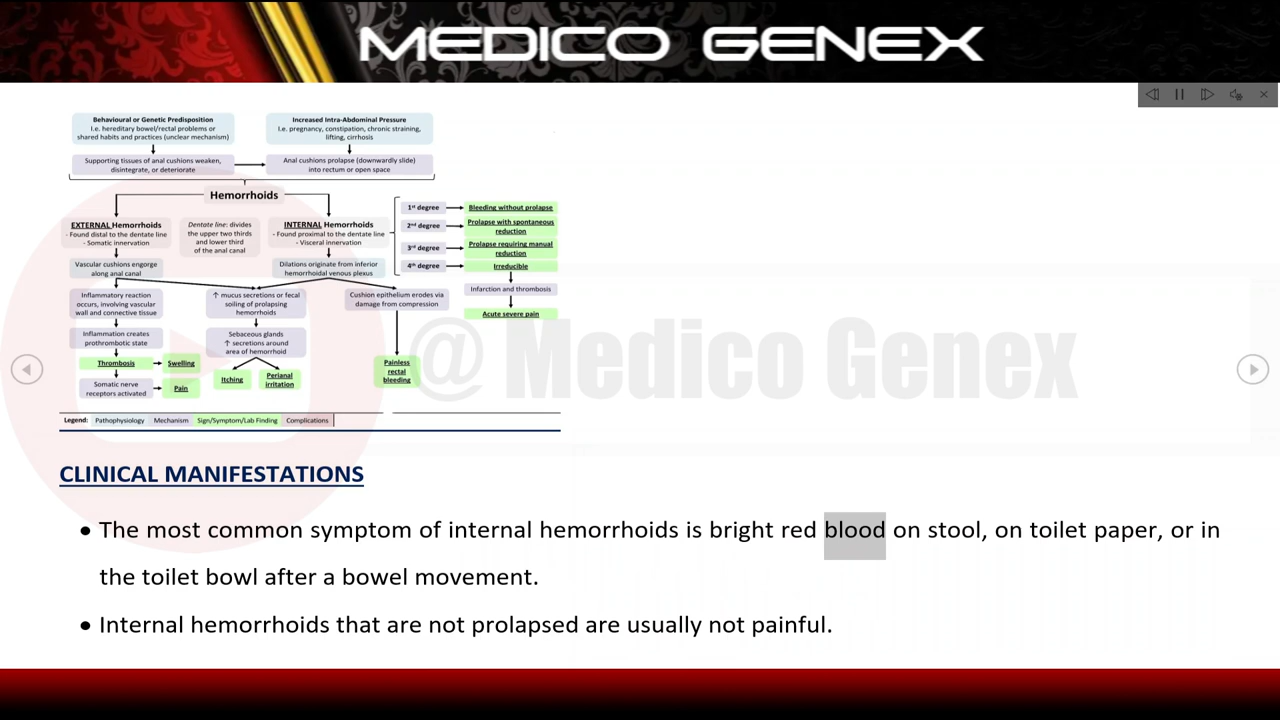 MEDICO GENEX
Behavioural or Genetic Predisposition
I.e. hereditary bowel/rectal problems or
shared habits and practices (unclear mechanism)
Increased Intra-Abdominal Pressure
I.e. pregnancy, constipation, chronic straining,
lifting, cirrhosis
Supporting tissues of anal cushions weaken,
disintegrate, or deteriorate
Anal cushions prolapse (downwardly slide)
into rectum or open space
Hemorrhoids
EXTERNAL Hemorrhoids
- Found distal to the dentate line
- Somatic innervation
Dentate line: divides
the upper two thirds
and lower third
of the anal canal
INTERNAL Hemorrhoids
- Found proximal to the dentate line
- Visceral innervation
1st degree
Bleeding without prolapse
2nd degree
Prolapse with spontaneous
reduction
3rd degree
Prolapse requiring manual
reduction
4th degree
Irreducible
Vascular cushions engorge
along anal canal
Dilations originate from inferior
hemorrhoidal venous plexus
Infarction and thrombosis
Acute severe pain
Inflammatory reaction
occurs, involving vascular
wall and connective tissue
↑ mucus secretions or fecal
soiling of prolapsing
hemorrhoids
Cushion epithelium erodes via
damage from compression
Inflammation creates
prothrombotic state
Sebaceous glands
↑ secretions around
area of hemorrhoid
Thrombosis
Swelling
Itching
Perianal
irritation
Painless
rectal
bleeding
Somatic nerve
receptors activated
Pain
@ Medico Genex
Legend: Pathophysiology Mechanism Sign/Symptom/Lab Finding Complications
CLINICAL MANIFESTATIONS
• The most common symptom of internal hemorrhoids is bright red blood on stool, on toilet paper, or in
the toilet bowl after a bowel movement.
• Internal hemorrhoids that are not prolapsed are usually not painful.